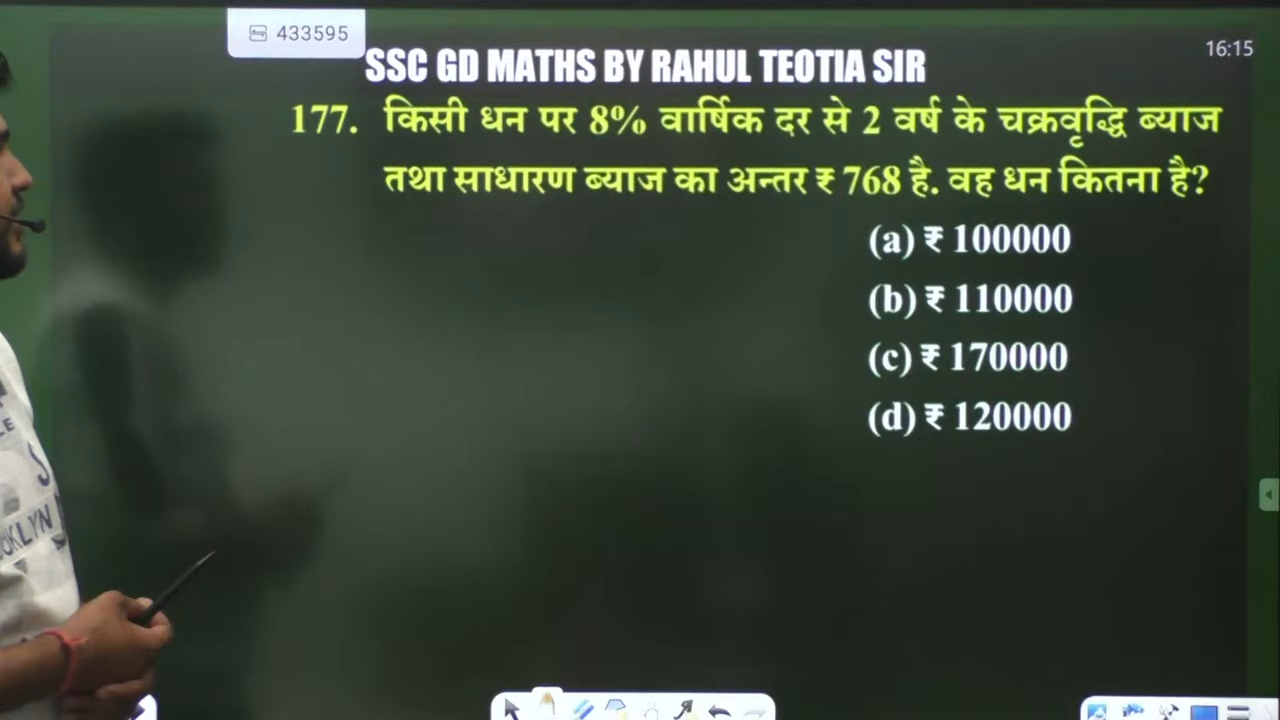 433595
SSC GD MATHS BY RAHUL TEOTIA SIR
16:15
177. किसी धन पर 8% वार्षिक दर से 2 वर्ष के चक्रवृद्धि ब्याज
तथा साधारण ब्याज का अन्तर ₹ 768 है. वह धन कितना है?
(a) ₹ 100000
(b) ₹ 110000
(c) ₹ 170000
(d) ₹ 120000